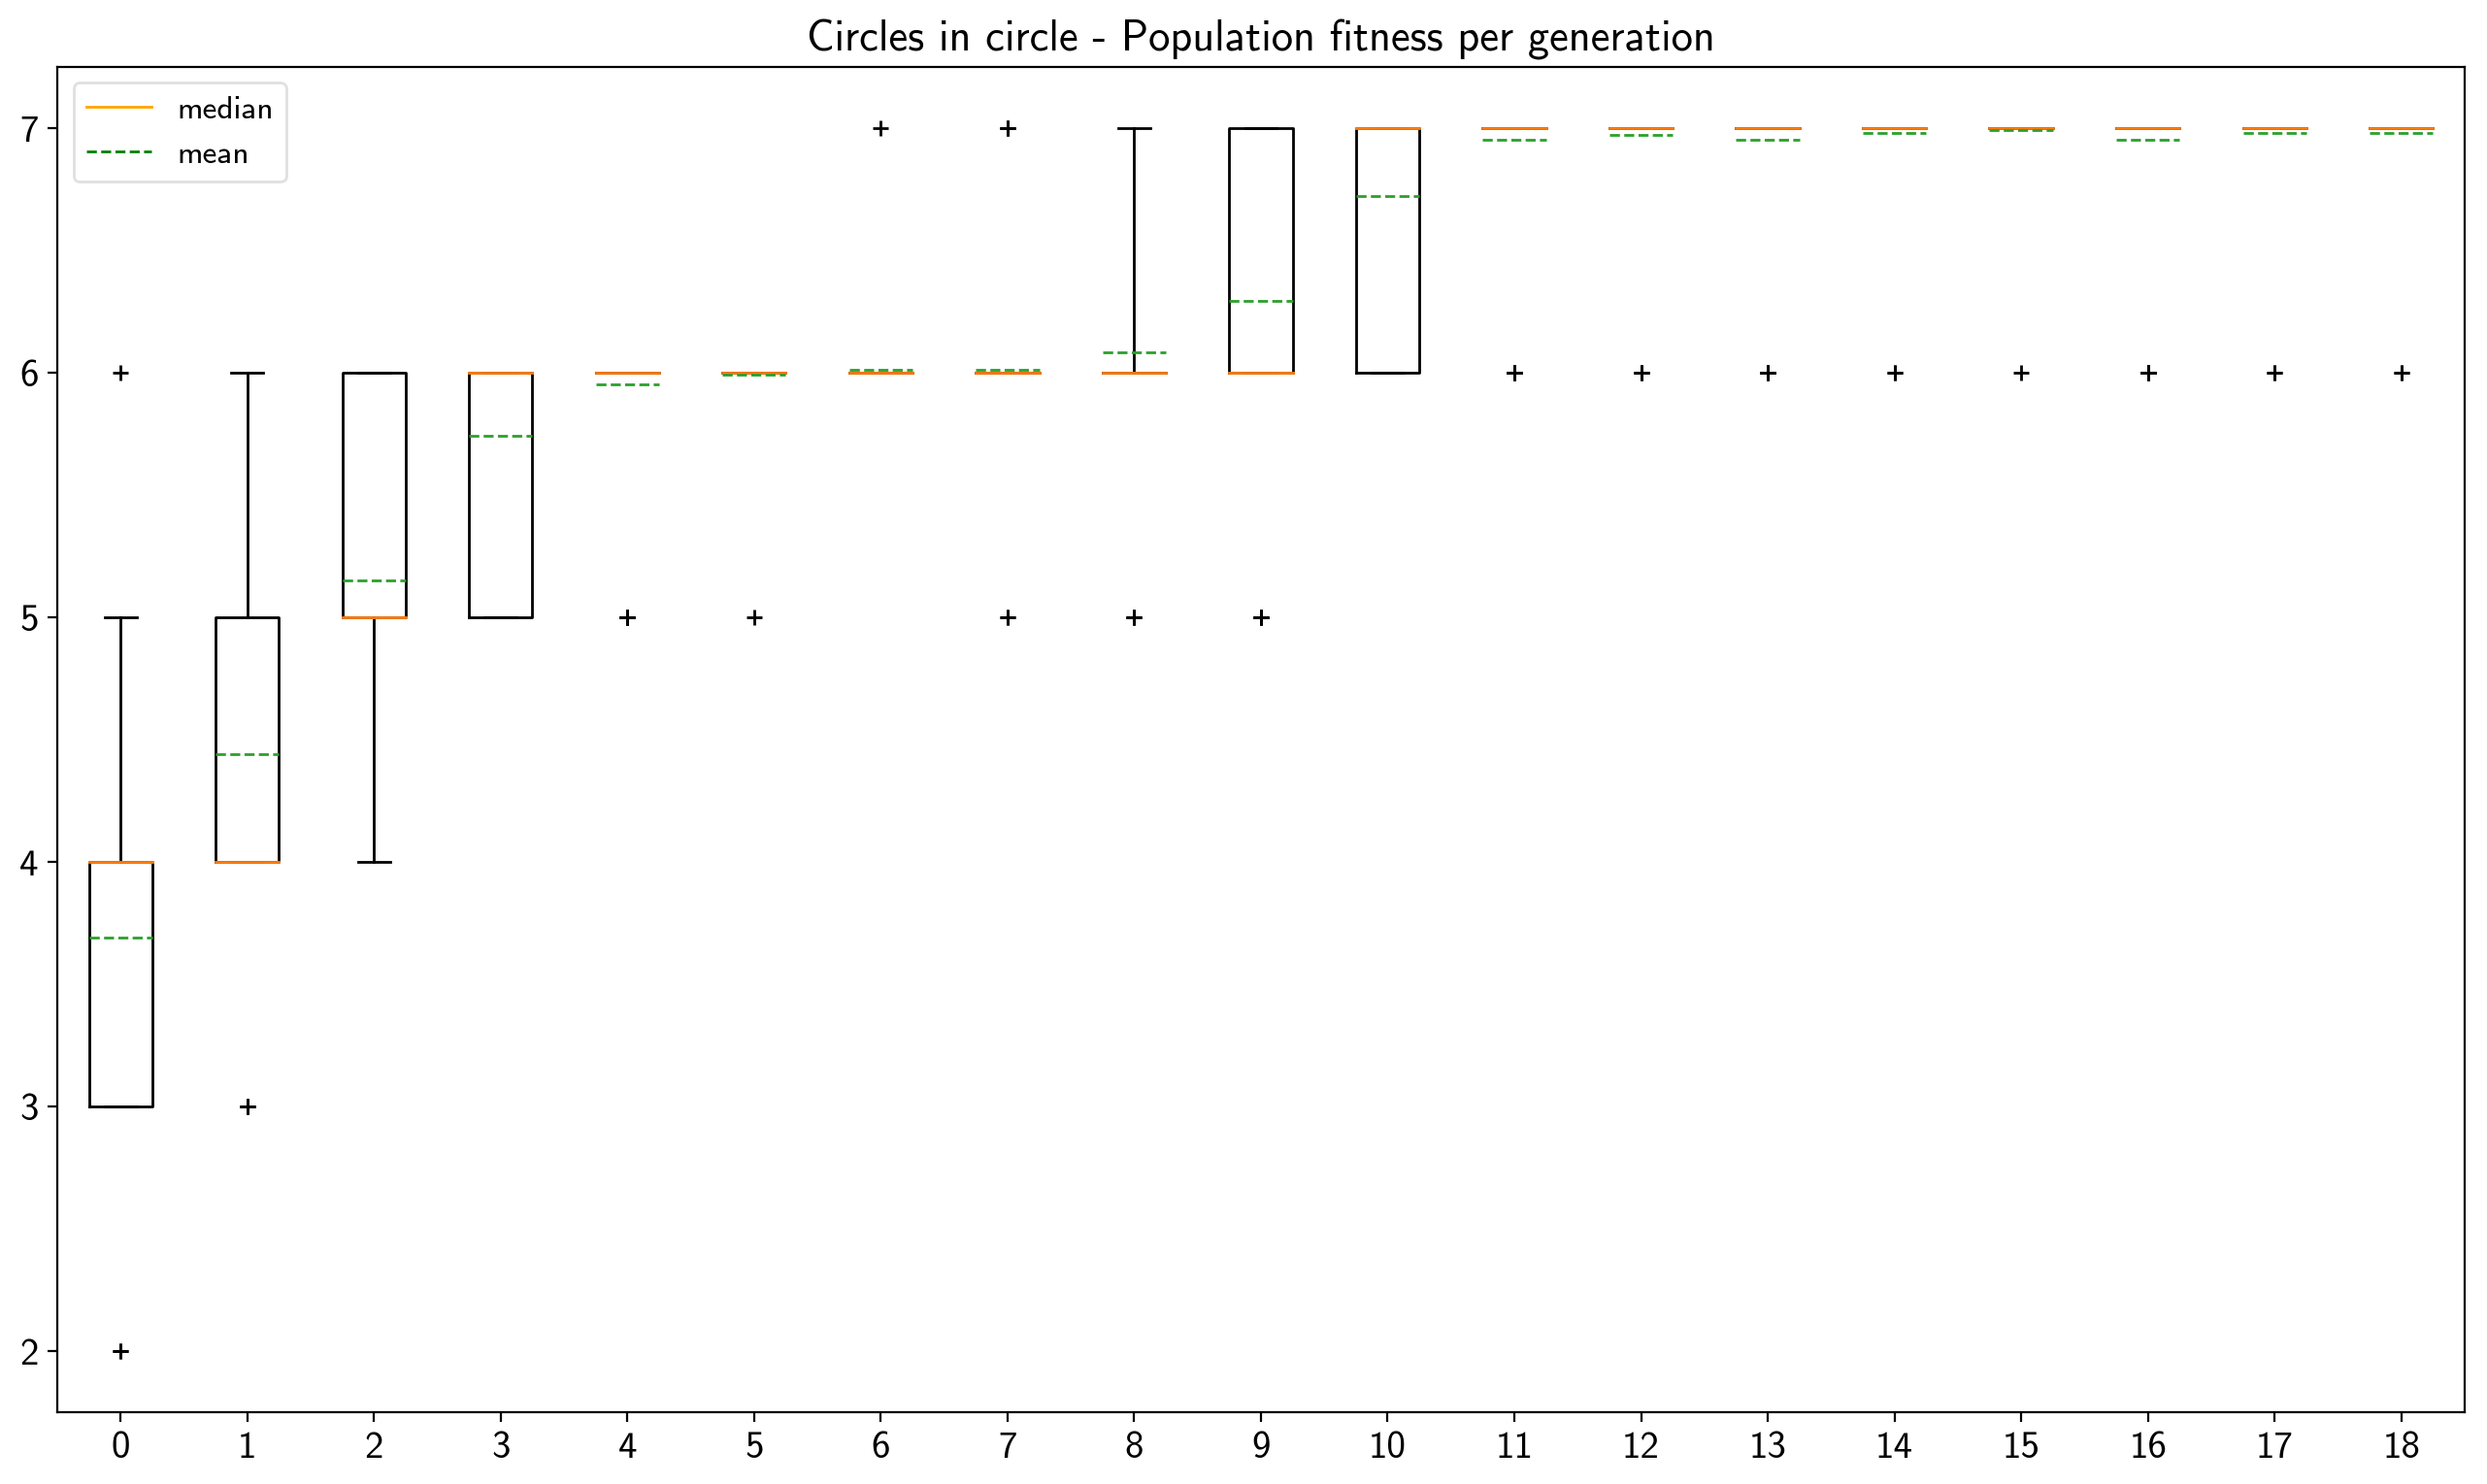 Circles in circle - Population fitness per generation
median
mean
7
6
5
4
3
2
0 1 2 3 4 5 6 7 8 9 10 11 12 13 14 15 16 17 18